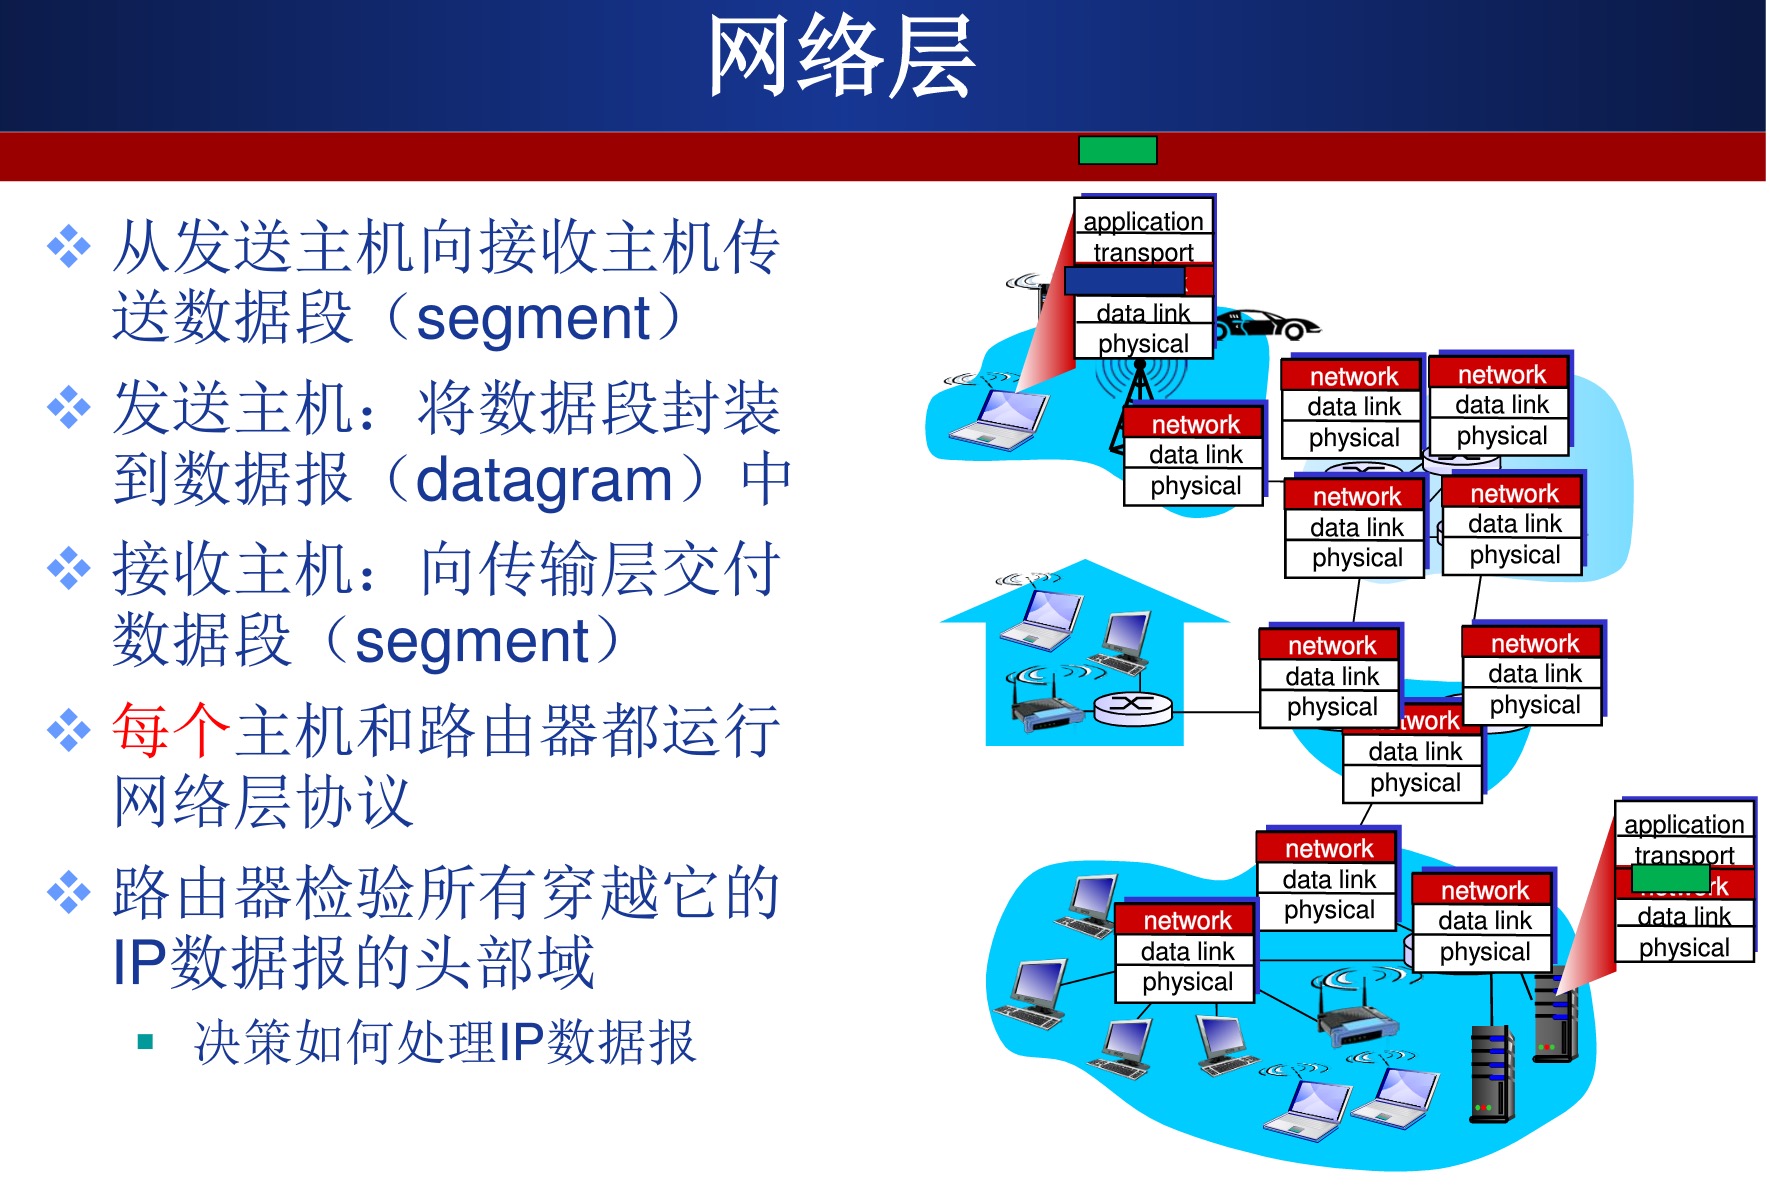 网络层
从发送主机向接收主机传
送数据段（segment）
发送主机：将数据段封装
到数据报（datagram）中
接收主机：向传输层交付
数据段（segment）
每个主机和路由器都运行
网络层协议
路由器检验所有穿越它的
IP数据报的头部域
决策如何处理IP数据报
application
transport
data link
physical
network
data link
physical
network
data link
physical
network
data link
physical
network
data link
physical
network
data link
physical
network
data link
physical
network
data link
physical
data link
physical
network
data link
physical
network
data link
physical
network
data link
physical
application
transport
data link
physical